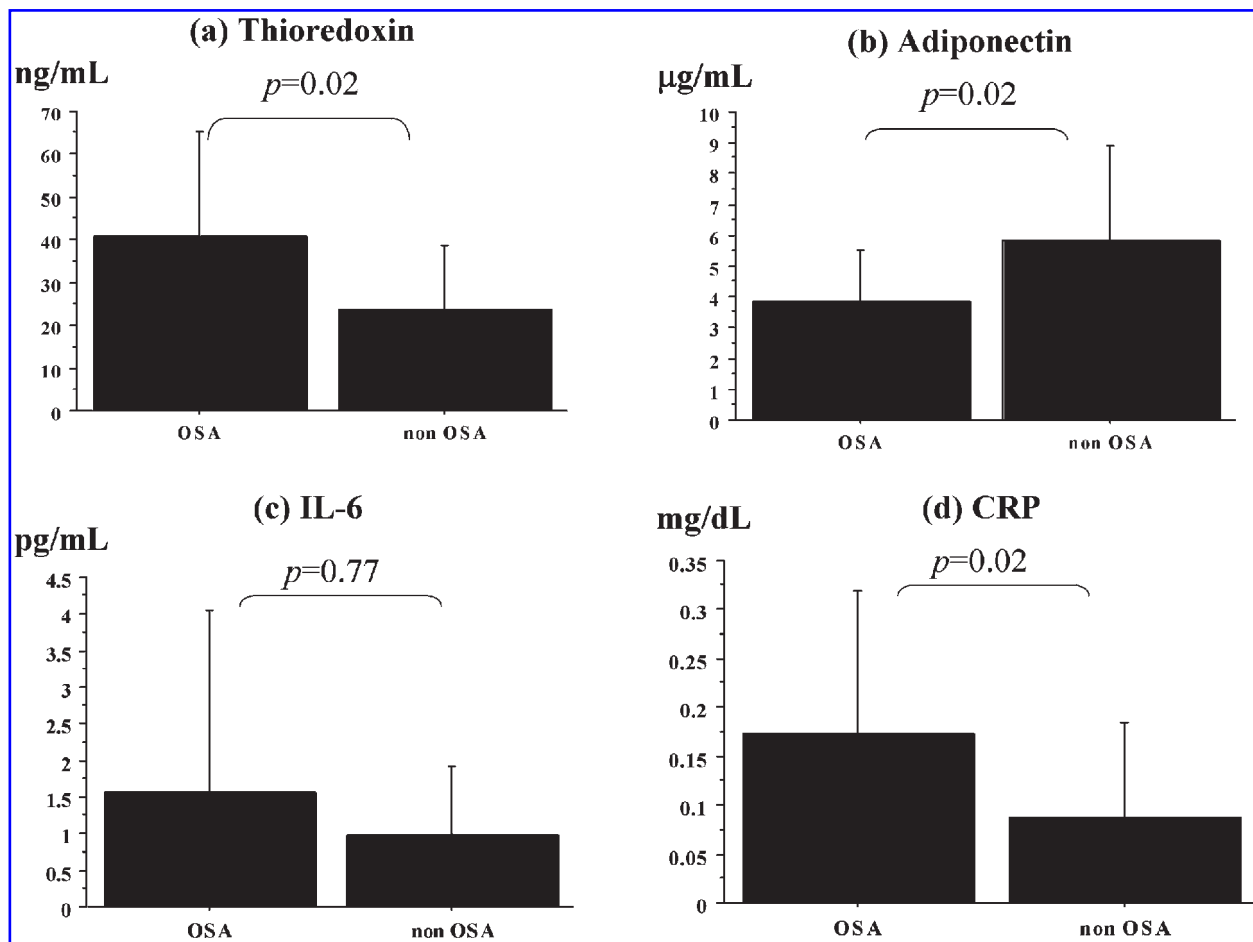 (a) Thioredoxin
ng/mL
p=0.02
70
60
50
40
30
20
10
0
OSA non OSA
(b) Adiponectin
μg/mL
p=0.02
10
9
8
7
6
5
4
3
2
1
0
OSA non OSA
(c) IL-6
pg/mL
p=0.77
4.5
4
3.5
3
2.5
2
1.5
1
0.5
0
OSA non OSA
(d) CRP
mg/dL
p=0.02
0.35
0.3
0.25
0.2
0.15
0.1
0.05
0
OSA non OSA